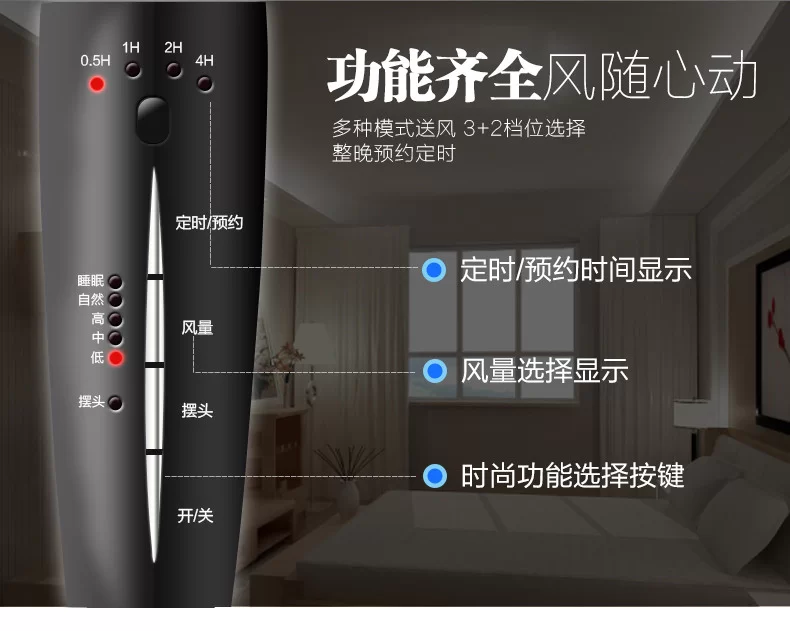 0.5H 1H 2H 4H
功能齐全风随心动
多种模式送风 3+2档位选择
整晚预约定时
定时/预约
定时/预约时间显示
睡眠
自然
高
中
低
风量
风量选择显示
摆头
摆头
时尚功能选择按键
开/关